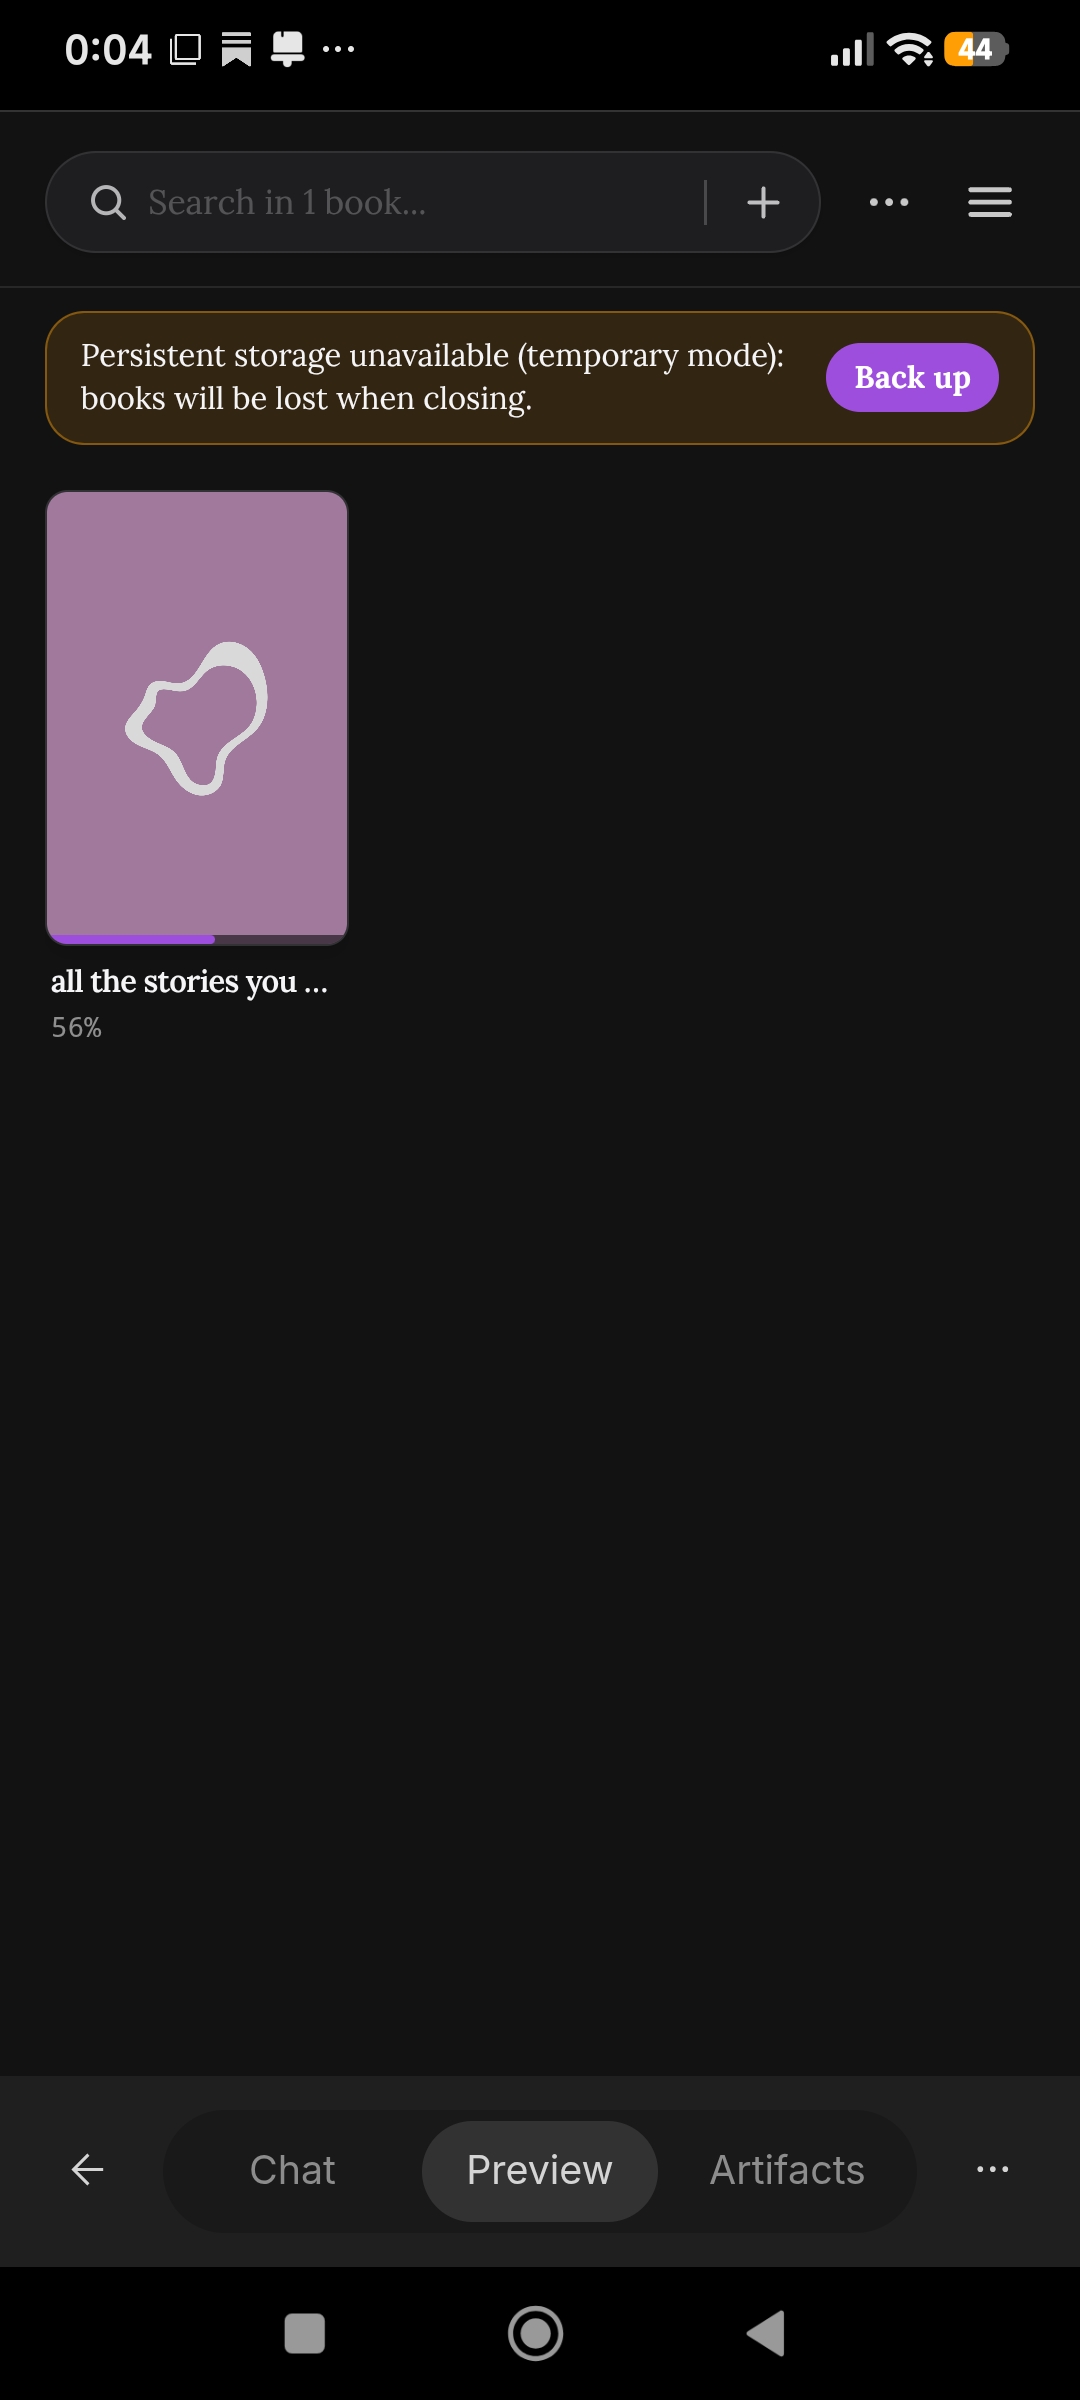 0:04
44
Search in 1 book...
Persistent storage unavailable (temporary mode):
books will be lost when closing.
Back up
all the stories you ...
56%
Chat
Preview
Artifacts